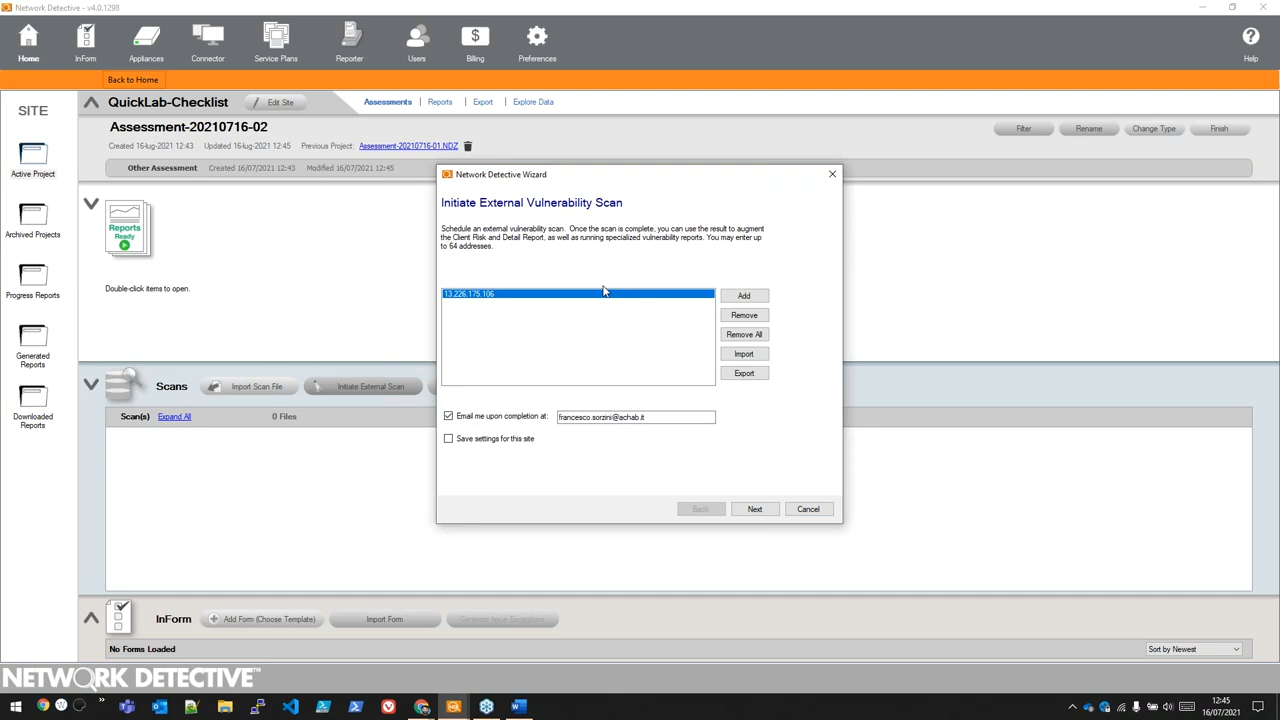 Network Detective - v4.0.1298
Home
InForm
Appliances
Connector
Service Plans
Reporter
Users
$
Billing
Preferences
?
Help
Back to Home
SITE
Active Project
Archived Projects
Progress Reports
Generated
Reports
Downloaded
Reports
QuickLab-Checklist
Edit Site
Assessments
Reports
Export
Explore Data
Assessment-20210716-02
Filter
Rename
Change Type
Finish
Created 16-lug-2021 12:43 Updated 16-lug-2021 12:45 Previous Project: Assessment-20210716-01.NDZ
Other Assessment Created 16/07/2021 12:43 Modified 16/07/2021 12:45
Reports
Ready
Double-click items to open.
Network Detective Wizard
Initiate External Vulnerability Scan
Schedule an external vulnerability scan. Once the scan is complete, you can use the result to augment
the Client Risk and Detail Report, as well as running specialized vulnerability reports. You may enter up
to 64 addresses.
13.226.175.106
Add
Remove
Remove All
Import
Export
Email me upon completion at: francesco.sorzini@achab.it
Save settings for this site
Back
Next
Cancel
Scans
Import Scan File
Initiate External Scan
Scan(s) Expand All 0 Files
InForm
Add Form (Choose Template)
Import Form
Generate Issue Exceptions
No Forms Loaded
Sort by Newest
NETWORK DETECTIVE™
12:45
16/07/2021